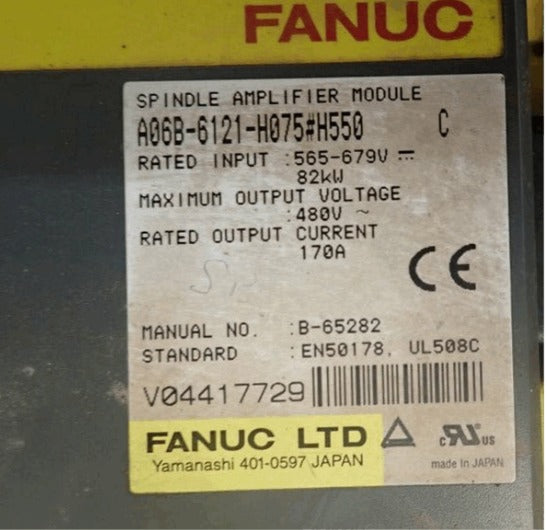 FANUC
SPINDLE AMPLIFIER MODULE
A06B-6121-H075#H550 C
RATED INPUT :565-679V ⎓
82kW
MAXIMUM OUTPUT VOLTAGE
:480V ~
RATED OUTPUT CURRENT
170A
CE
MANUAL NO. :B-65282
STANDARD :EN50178, UL508C
V04417729
FANUC LTD
Yamanashi 401-0597 JAPAN
c RU US
made in JAPAN